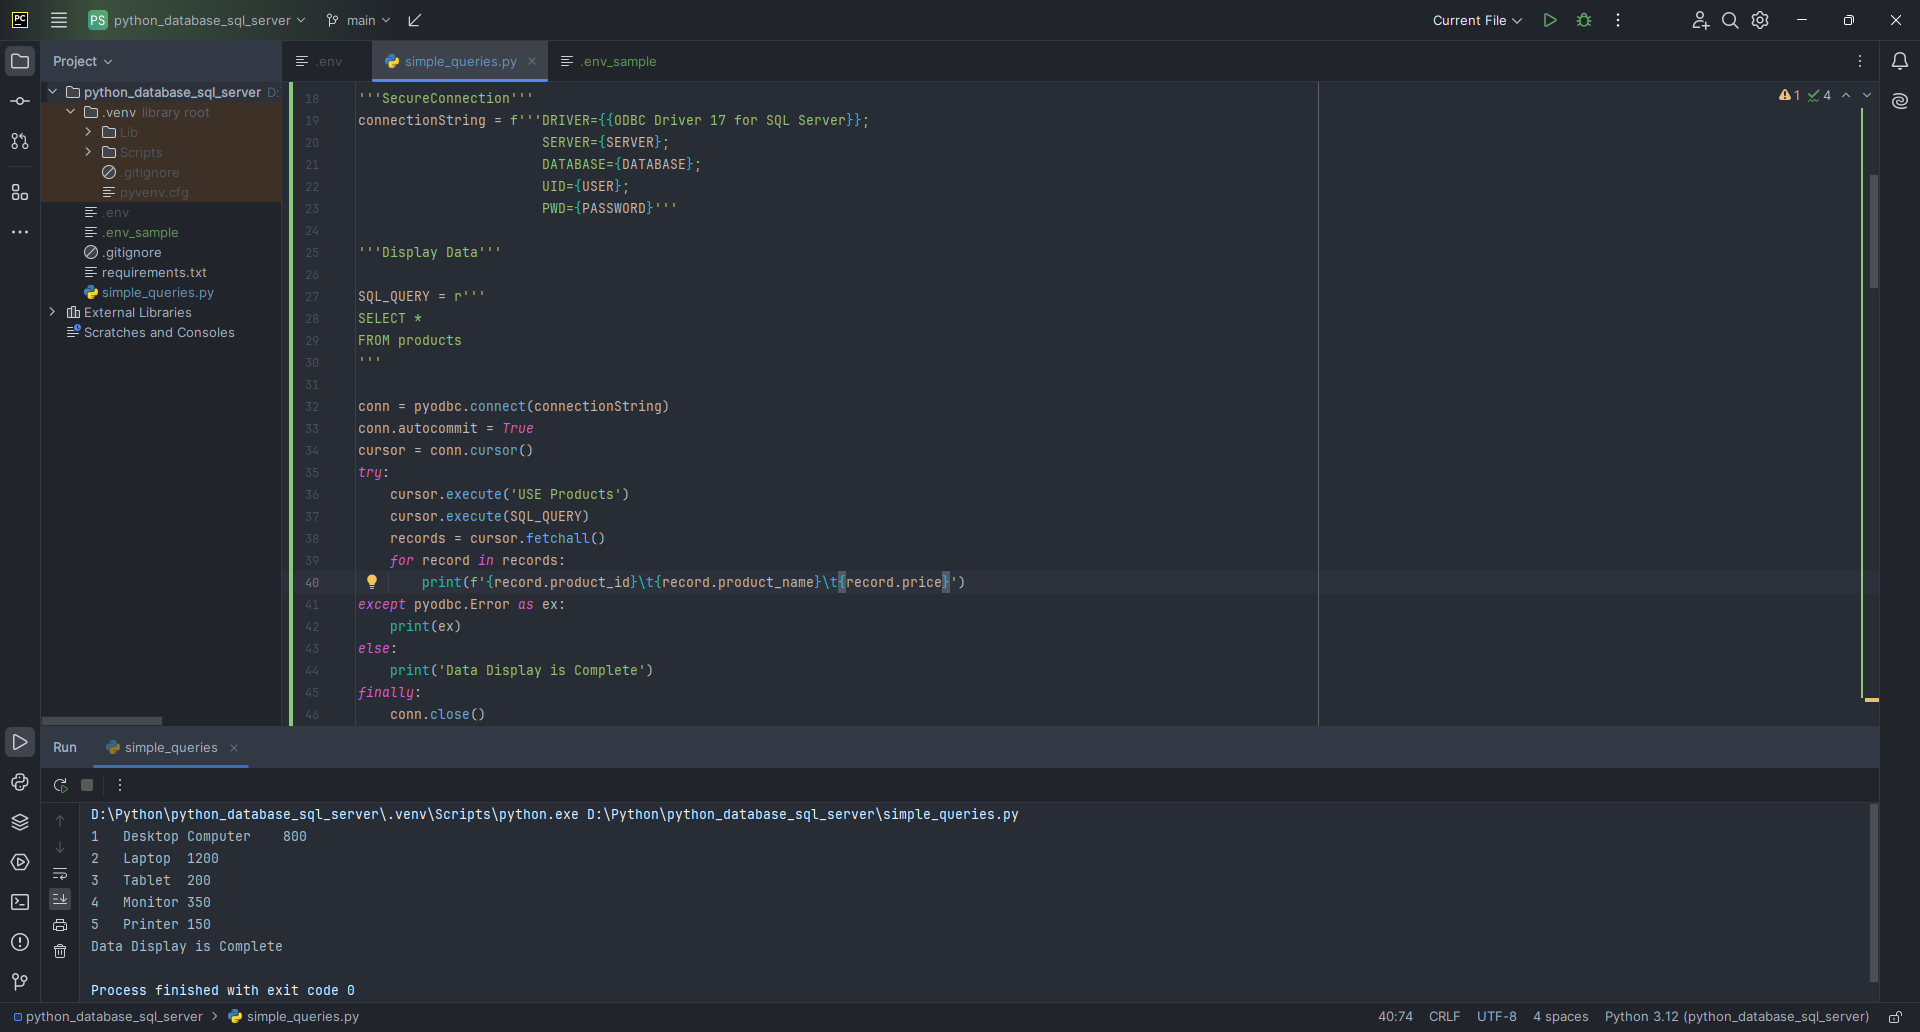 PC
PS python_database_sql_server main
Current File
Project
.env
simple_queries.py
.env_sample
python_database_sql_server D:
.venv library root
Lib
Scripts
.gitignore
pyvenv.cfg
.env
.env_sample
.gitignore
requirements.txt
simple_queries.py
External Libraries
Scratches and Consoles
1 4
18 '''SecureConnection'''
19 connectionString = f'''DRIVER={{ODBC Driver 17 for SQL Server}};
20 SERVER={SERVER};
21 DATABASE={DATABASE};
22 UID={USER};
23 PWD={PASSWORD}'''
24
25 '''Display Data'''
26
27 SQL_QUERY = r'''
28 SELECT *
29 FROM products
30 '''
31
32 conn = pyodbc.connect(connectionString)
33 conn.autocommit = True
34 cursor = conn.cursor()
35 try:
36 cursor.execute('USE Products')
37 cursor.execute(SQL_QUERY)
38 records = cursor.fetchall()
39 for record in records:
40 print(f'{record.product_id}\t{record.product_name}\t{record.price}')
41 except pyodbc.Error as ex:
42 print(ex)
43 else:
44 print('Data Display is Complete')
45 finally:
46 conn.close()
Run simple_queries
D:\Python\python_database_sql_server\.venv\Scripts\python.exe D:\Python\python_database_sql_server\simple_queries.py
1 Desktop Computer 800
2 Laptop 1200
3 Tablet 200
4 Monitor 350
5 Printer 150
Data Display is Complete
Process finished with exit code 0
python_database_sql_server > simple_queries.py
40:74 CRLF UTF-8 4 spaces Python 3.12 (python_database_sql_server)